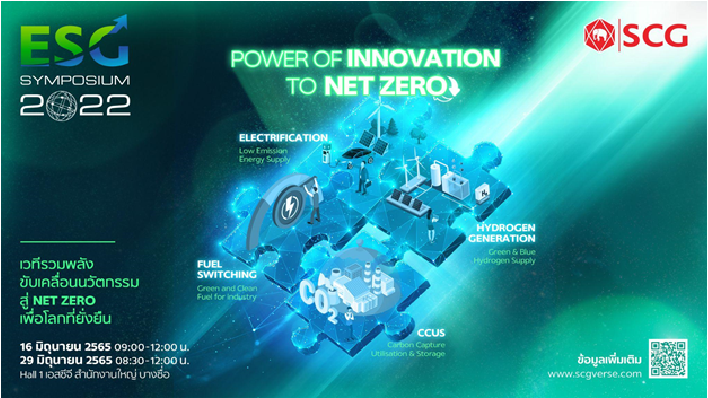 ESG
SYMPOSIUM
2022
SCG
POWER OF INNOVATION
TO NET ZERO
ELECTRIFICATION
Low Emission
Energy Supply
HYDROGEN
GENERATION
Green & Blue
Hydrogen Supply
FUEL
SWITCHING
Green and Clean
Fuel for Industry
CO2
CCUS
Carbon Capture
Utilisation & Storage
เวทีรวมพลัง
ขับเคลื่อนนวัตกรรม
สู่ NET ZERO
เพื่อโลกที่ยั่งยืน
16 มิถุนายน 2565 09:00-12:00 น.
29 มิถุนายน 2565 08:30-12:00 น.
Hall 1 เอสซีจี สำนักงานใหญ่ บางซื่อ
ข้อมูลเพิ่มเติม
www.scgverse.com